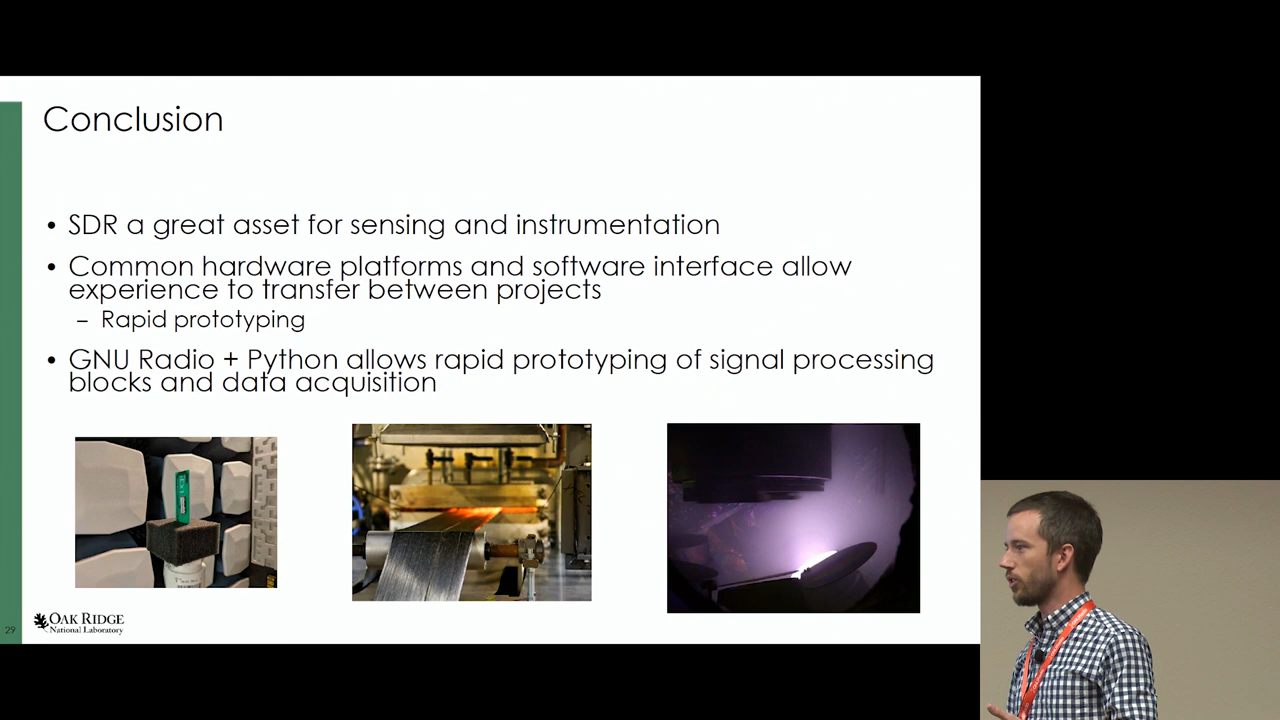 Conclusion
• SDR a great asset for sensing and instrumentation
• Common hardware platforms and software interface allow
experience to transfer between projects
– Rapid prototyping
• GNU Radio + Python allows rapid prototyping of signal processing
blocks and data acquisition
29
OAK RIDGE
National Laboratory